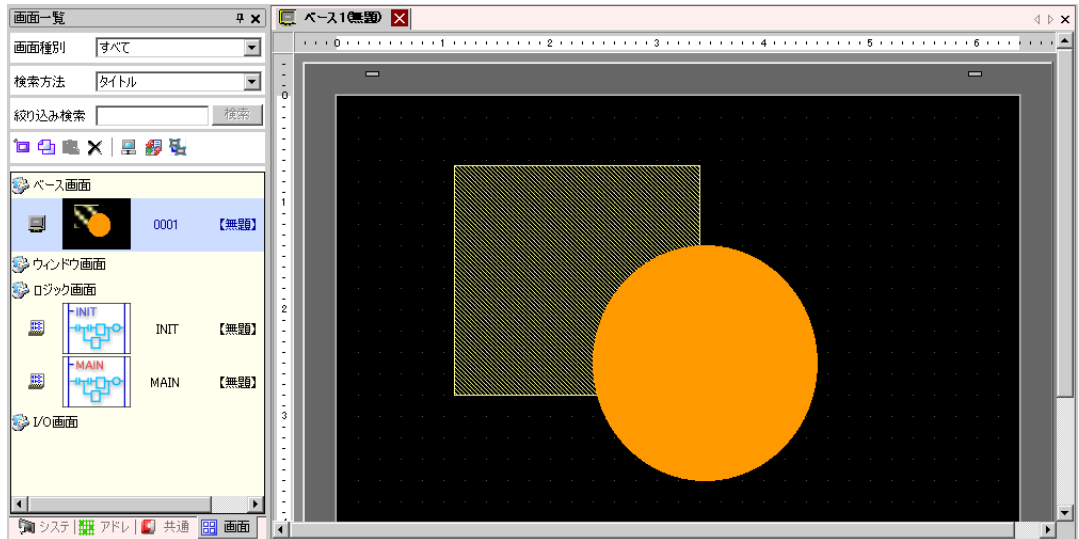 画面一覧
画面種別 すべて
検索方法 タイトル
絞り込み検索 検索
ベース画面
0001 【無題】
ウィンドウ画面
ロジック画面
INIT INIT 【無題】
MAIN MAIN 【無題】
I/O画面
システ アドレ 共通 画面
ベース1(無題)
0 1 2 3 4 5 6
0
1
2
3